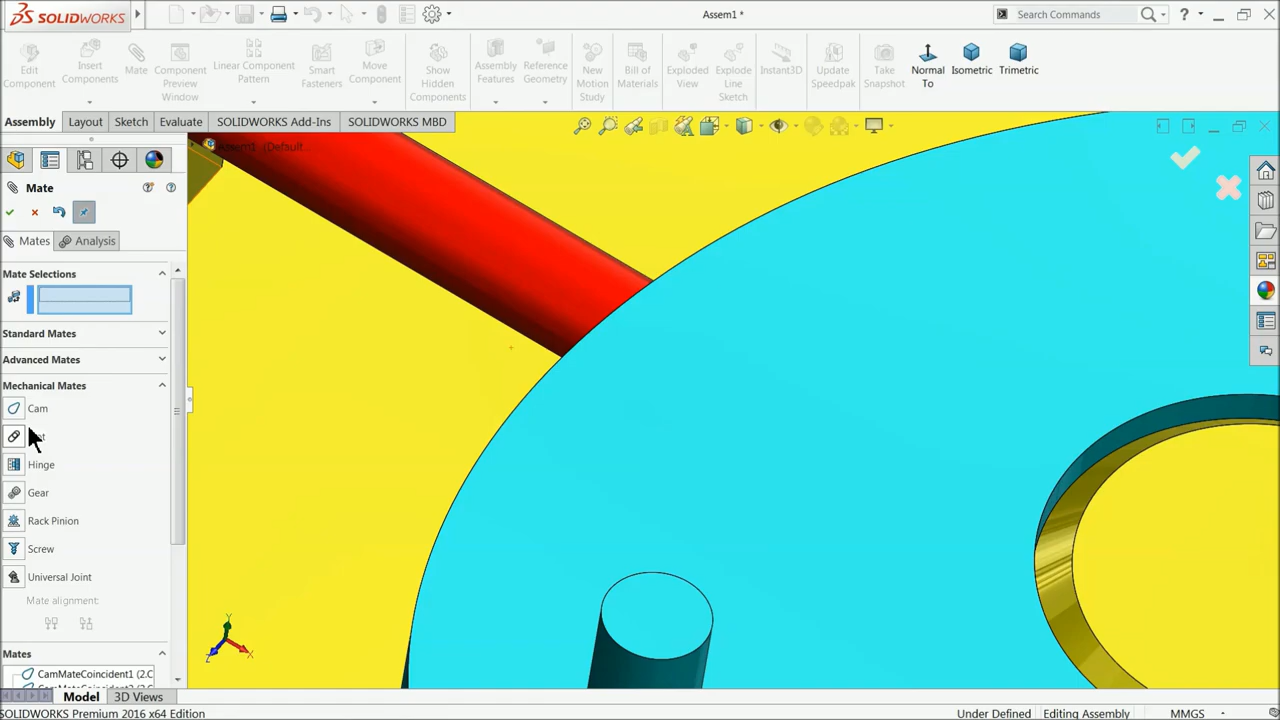 SOLIDWORKS
Assem1 *
Search Commands
?
Edit Component
Insert Components
Mate
Component Preview Window
Linear Component Pattern
Smart Fasteners
Move Component
Show Hidden Components
Assembly Features
Reference Geometry
New Motion Study
Bill of Materials
Exploded View
Explode Line Sketch
Instant3D
Update Speedpak
Take Snapshot
Normal To
Isometric
Trimetric
Assembly
Layout
Sketch
Evaluate
SOLIDWORKS Add-Ins
SOLIDWORKS MBD
Assem1 (Default...
Mate
Mates
Analysis
Mate Selections
Standard Mates
Advanced Mates
Mechanical Mates
Cam
Hinge
Gear
Rack Pinion
Screw
Universal Joint
Mate alignment:
Mates
CamMateCoincident1 (2.C
Y
X
Z
Model
3D Views
SOLIDWORKS Premium 2016 x64 Edition
Under Defined
Editing Assembly
MMGS